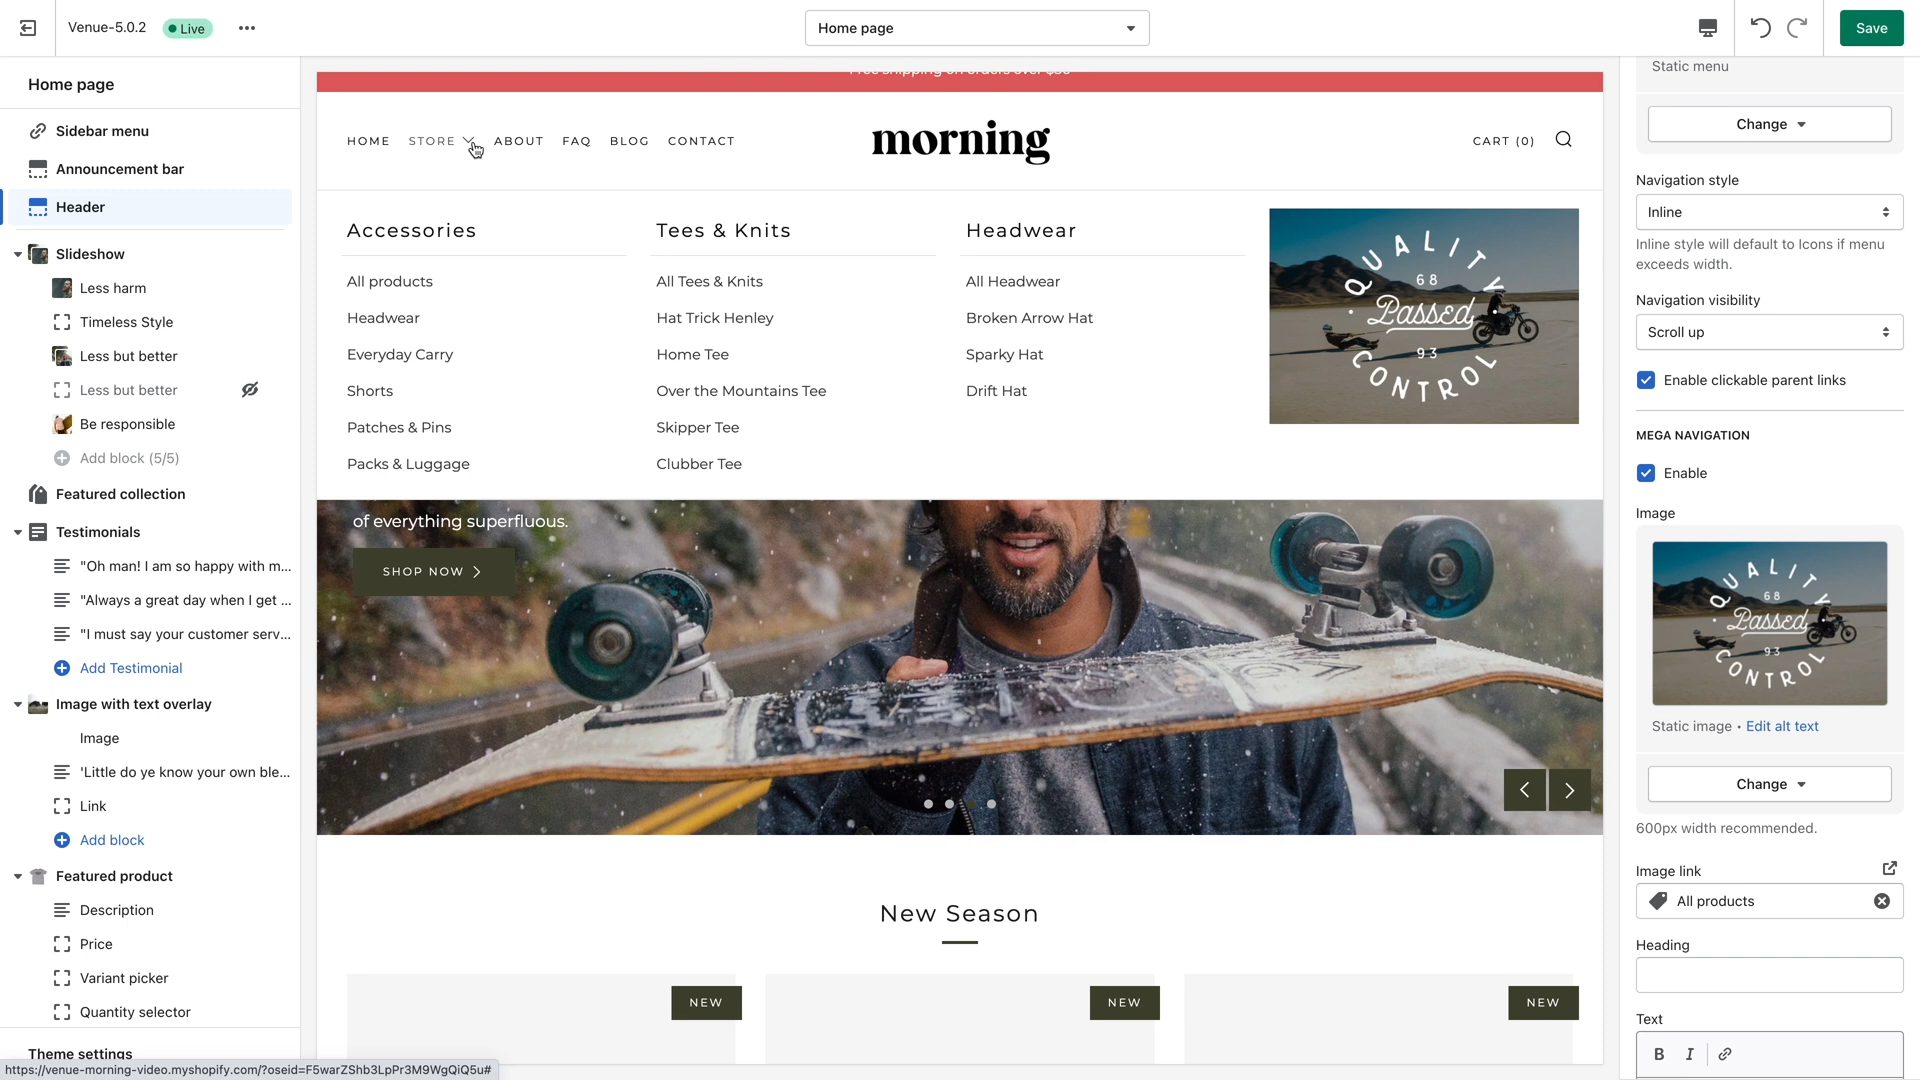 Venue-5.0.2
Live
Home page
Save
Home page
Sidebar menu
Announcement bar
Header
Slideshow
Less harm
Timeless Style
Less but better
Less but better
Be responsible
Add block (5/5)
Featured collection
Testimonials
"Oh man! I am so happy with m...
"Always a great day when I get ...
"I must say your customer serv...
Add Testimonial
Image with text overlay
Image
'Little do ye know your own ble...
Link
Add block
Featured product
Description
Price
Variant picker
Quantity selector
Theme settings
https://venue-morning-video.myshopify.com/?oseid=F5warZShb3LpPr3M9WgQiQ5u#
Free shipping on orders over $50
HOME STORE ABOUT FAQ BLOG CONTACT
morning
CART (0)
Accessories
All products
Headwear
Everyday Carry
Shorts
Patches & Pins
Packs & Luggage
Tees & Knits
All Tees & Knits
Hat Trick Henley
Home Tee
Over the Mountains Tee
Skipper Tee
Clubber Tee
Headwear
All Headwear
Broken Arrow Hat
Sparky Hat
Drift Hat
QUALITY
68
Passed
93
CONTROL
of everything superfluous.
SHOP NOW
New Season
NEW
NEW
NEW
Static menu
Change
Navigation style
Inline
Inline style will default to Icons if menu
exceeds width.
Navigation visibility
Scroll up
Enable clickable parent links
MEGA NAVIGATION
Enable
Image
QUALITY
68
Passed
93
CONTROL
Static image • Edit alt text
Change
600px width recommended.
Image link
All products
Heading
Text
B I